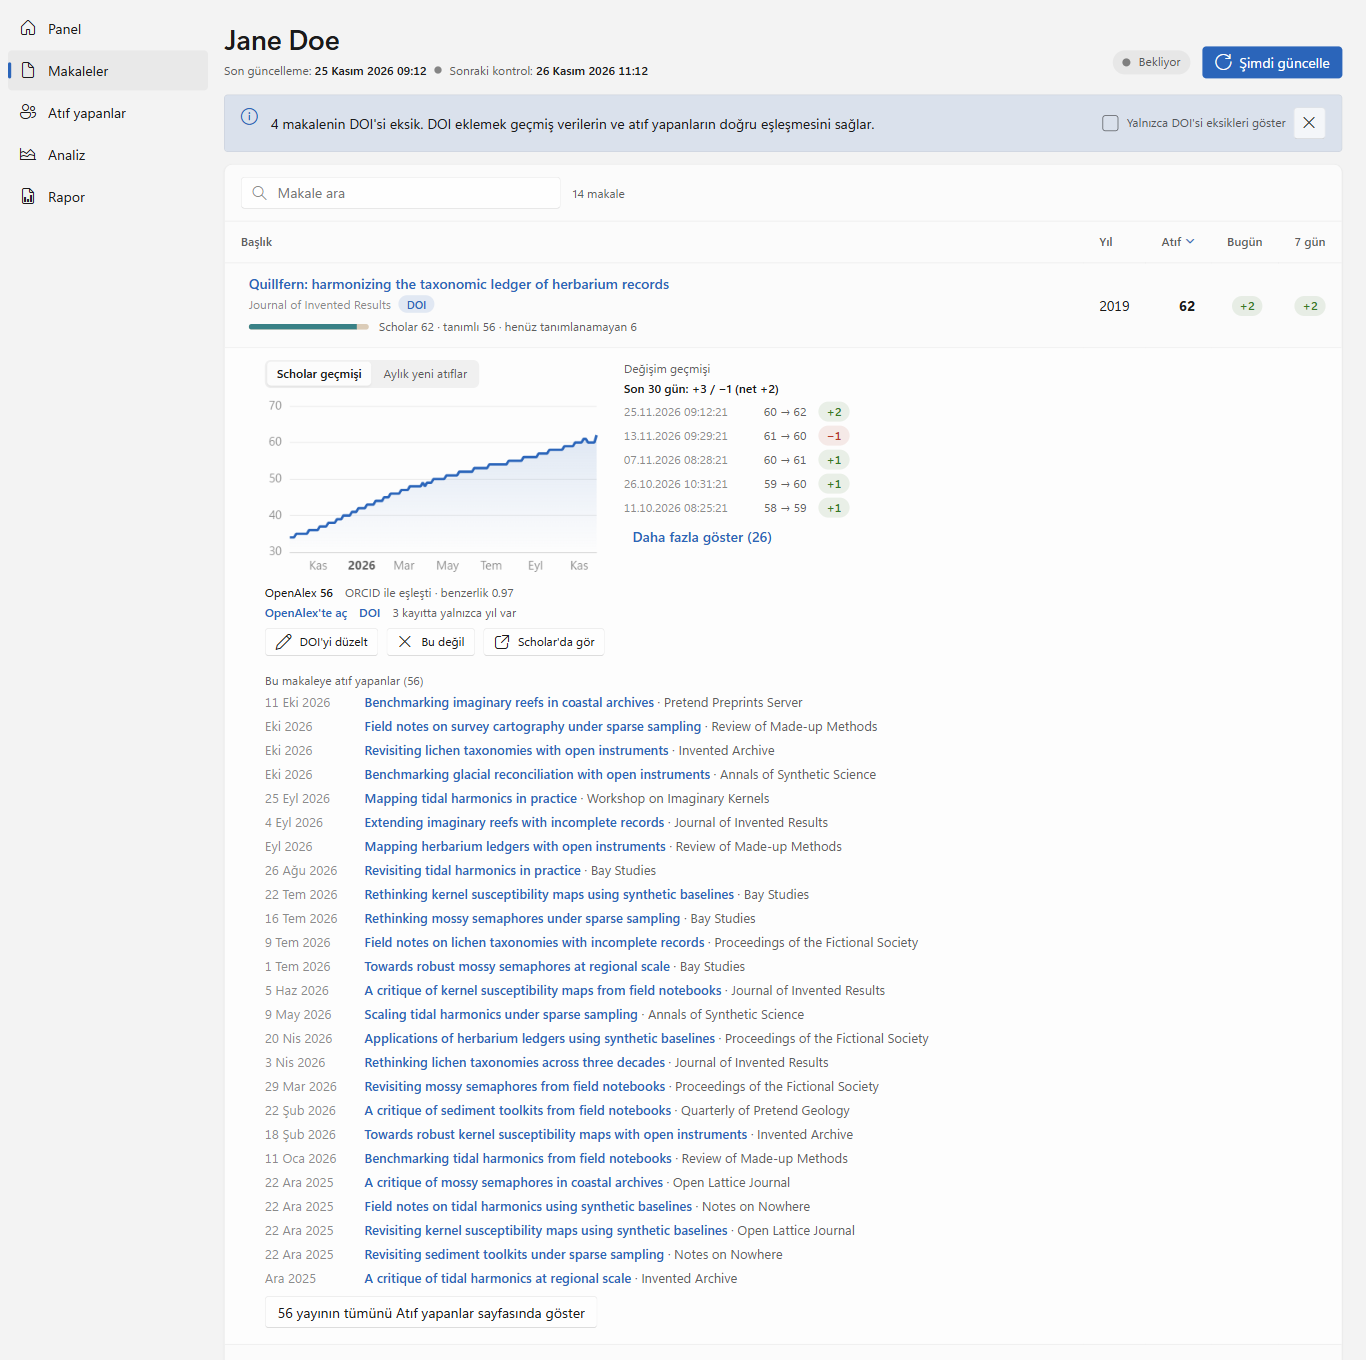 Panel
Makaleler
Atıf yapanlar
Analiz
Rapor
Jane Doe
Son güncelleme: 25 Kasım 2026 09:12 ● Sonraki kontrol: 26 Kasım 2026 11:12
Bekliyor
Şimdi güncelle
4 makalenin DOI'si eksik. DOI eklemek geçmiş verilerin ve atıf yapanların doğru eşleşmesini sağlar.
Yalnızca DOI'si eksikleri göster
Makale ara
14 makale
Başlık Yıl Atıf Bugün 7 gün
Quillfern: harmonizing the taxonomic ledger of herbarium records
Journal of Invented Results DOI
Scholar 62 · tanımlı 56 · henüz tanımlanamayan 6
2019 62 +2 +2
Scholar geçmişi Aylık yeni atıflar
70
60
50
40
30
Kas 2026 Mar May Tem Eyl Kas
Değişim geçmişi
Son 30 gün: +3 / −1 (net +2)
25.11.2026 09:12:21 60 → 62 +2
13.11.2026 09:29:21 61 → 60 −1
07.11.2026 08:28:21 60 → 61 +1
26.10.2026 10:31:21 59 → 60 +1
11.10.2026 08:25:21 58 → 59 +1
Daha fazla göster (26)
OpenAlex 56 ORCID ile eşleşti · benzerlik 0.97
OpenAlex'te aç DOI 3 kayıtta yalnızca yıl var
DOI'yi düzelt Bu değil Scholar'da gör
Bu makaleye atıf yapanlar (56)
11 Eki 2026 Benchmarking imaginary reefs in coastal archives · Pretend Preprints Server
Eki 2026 Field notes on survey cartography under sparse sampling · Review of Made-up Methods
Eki 2026 Revisiting lichen taxonomies with open instruments · Invented Archive
Eki 2026 Benchmarking glacial reconciliation with open instruments · Annals of Synthetic Science
25 Eyl 2026 Mapping tidal harmonics in practice · Workshop on Imaginary Kernels
4 Eyl 2026 Extending imaginary reefs with incomplete records · Journal of Invented Results
Eyl 2026 Mapping herbarium ledgers with open instruments · Review of Made-up Methods
26 Ağu 2026 Revisiting tidal harmonics in practice · Bay Studies
22 Tem 2026 Rethinking kernel susceptibility maps using synthetic baselines · Bay Studies
16 Tem 2026 Rethinking mossy semaphores under sparse sampling · Bay Studies
9 Tem 2026 Field notes on lichen taxonomies with incomplete records · Proceedings of the Fictional Society
1 Tem 2026 Towards robust mossy semaphores at regional scale · Bay Studies
5 Haz 2026 A critique of kernel susceptibility maps from field notebooks · Journal of Invented Results
9 May 2026 Scaling tidal harmonics under sparse sampling · Annals of Synthetic Science
20 Nis 2026 Applications of herbarium ledgers using synthetic baselines · Proceedings of the Fictional Society
3 Nis 2026 Rethinking lichen taxonomies across three decades · Journal of Invented Results
29 Mar 2026 Revisiting mossy semaphores from field notebooks · Proceedings of the Fictional Society
22 Şub 2026 A critique of sediment toolkits from field notebooks · Quarterly of Pretend Geology
18 Şub 2026 Towards robust kernel susceptibility maps with open instruments · Invented Archive
11 Oca 2026 Benchmarking tidal harmonics from field notebooks · Review of Made-up Methods
22 Ara 2025 A critique of mossy semaphores in coastal archives · Open Lattice Journal
22 Ara 2025 Field notes on tidal harmonics using synthetic baselines · Notes on Nowhere
22 Ara 2025 Revisiting kernel susceptibility maps using synthetic baselines · Open Lattice Journal
22 Ara 2025 Revisiting sediment toolkits under sparse sampling · Notes on Nowhere
Ara 2025 A critique of tidal harmonics at regional scale · Invented Archive
56 yayının tümünü Atıf yapanlar sayfasında göster